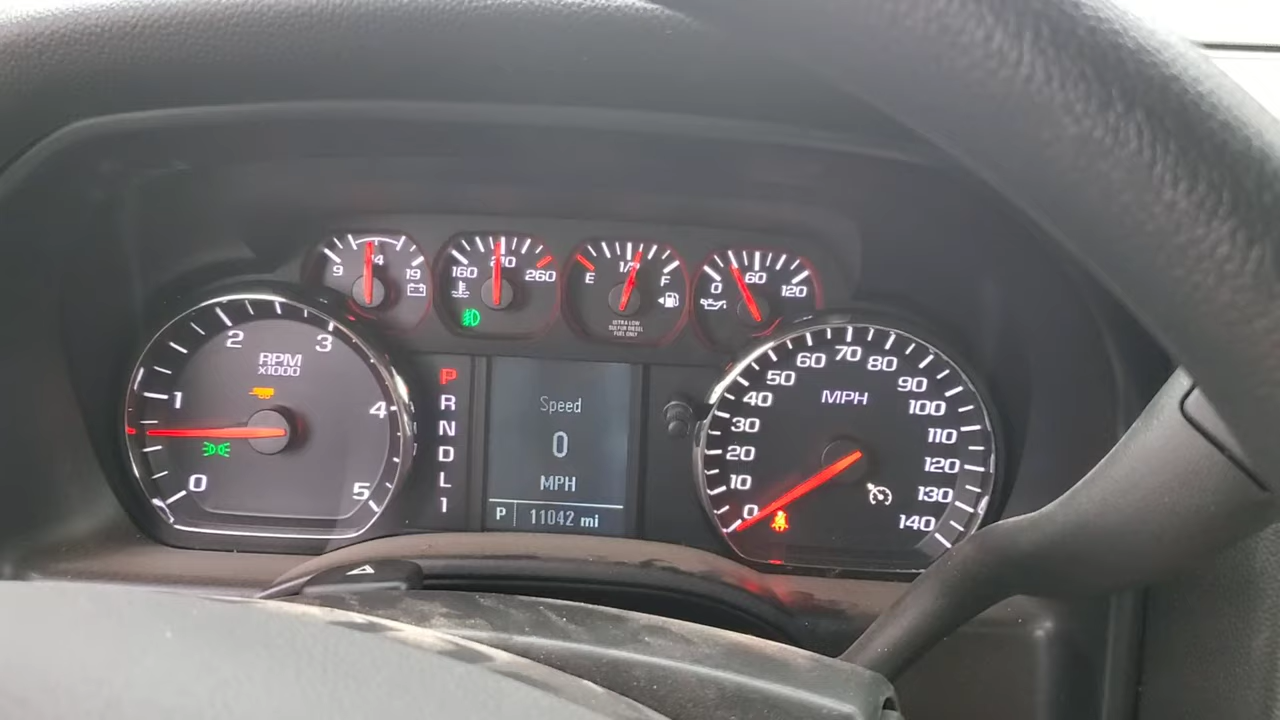 9 14 19
160 210 260
E 1/2 F
ULTRA LOW
SULFUR DIESEL
FUEL ONLY
0 60 120
0 1 2 3 4 5
RPM
x1000
P
R
N
D
L
1
Speed
0
MPH
P 11042 mi
0 10 20 30 40 50 60 70 80 90 100 110 120 130 140
MPH